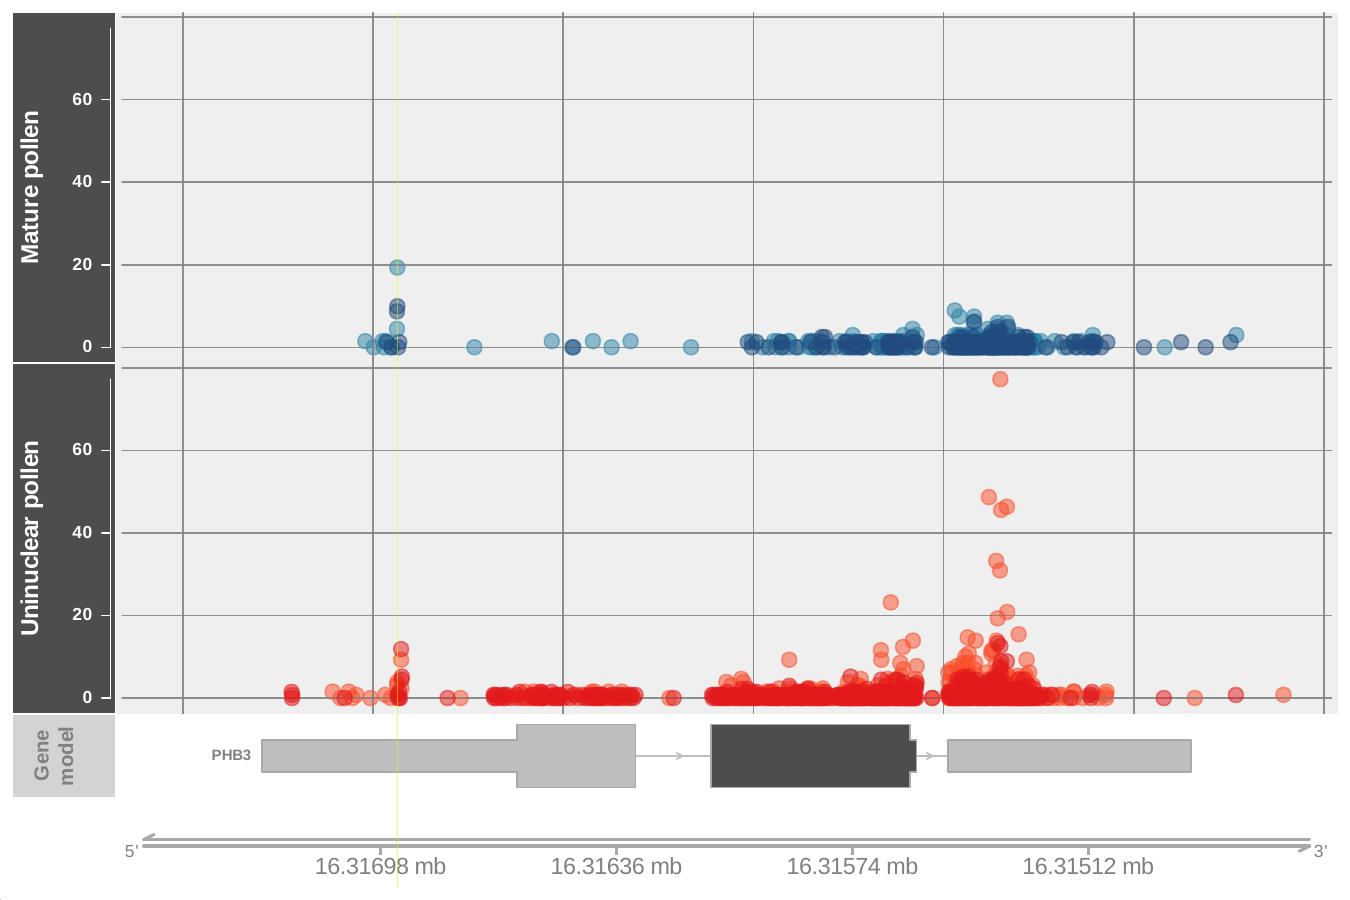 Mature pollen
60
40
20
0
Uninuclear pollen
60
40
20
0
Gene
model
PHB3
5'
3'
16.31698 mb
16.31636 mb
16.31574 mb
16.31512 mb